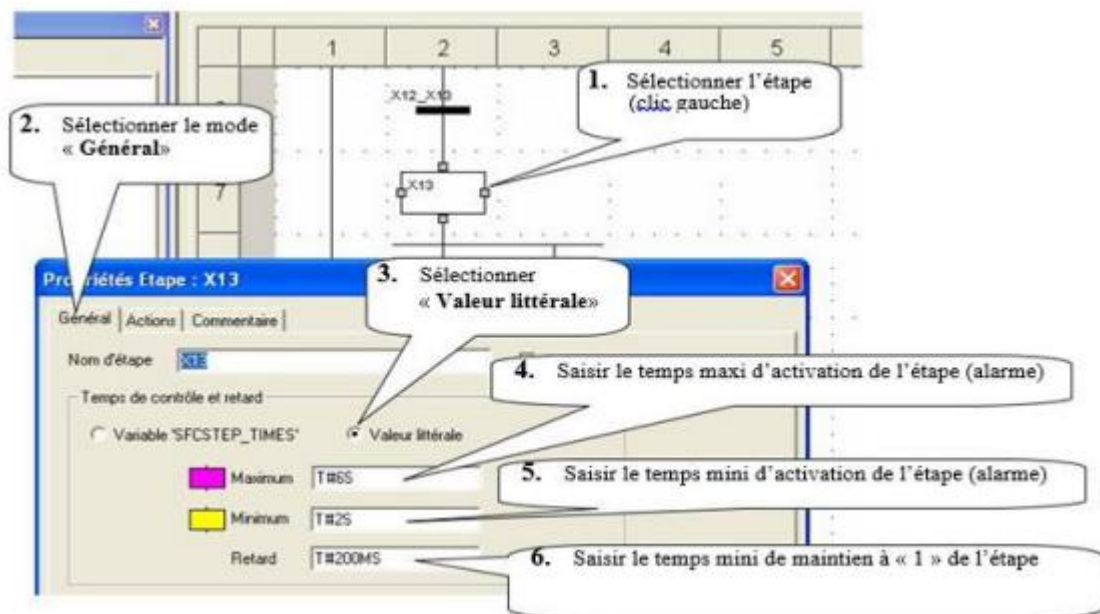 1 2 3 4 5
1. Sélectionner l'étape
(clic gauche)
X12_X13
2. Sélectionner le mode
« Général»
7
X13
3. Sélectionner
« Valeur littérale»
Etape : X13
Général Actions Commentaire
Nom d'étape X13
4. Saisir le temps maxi d'activation de l'étape (alarme)
Temps de contrôle et retard
Variable 'SFCSTEP_TIMES' Valeur littérale
Maximum T#6S
5. Saisir le temps mini d'activation de l'étape (alarme)
Minimum T#2S
Retard T#200MS
6. Saisir le temps mini de maintien à « 1 » de l'étape